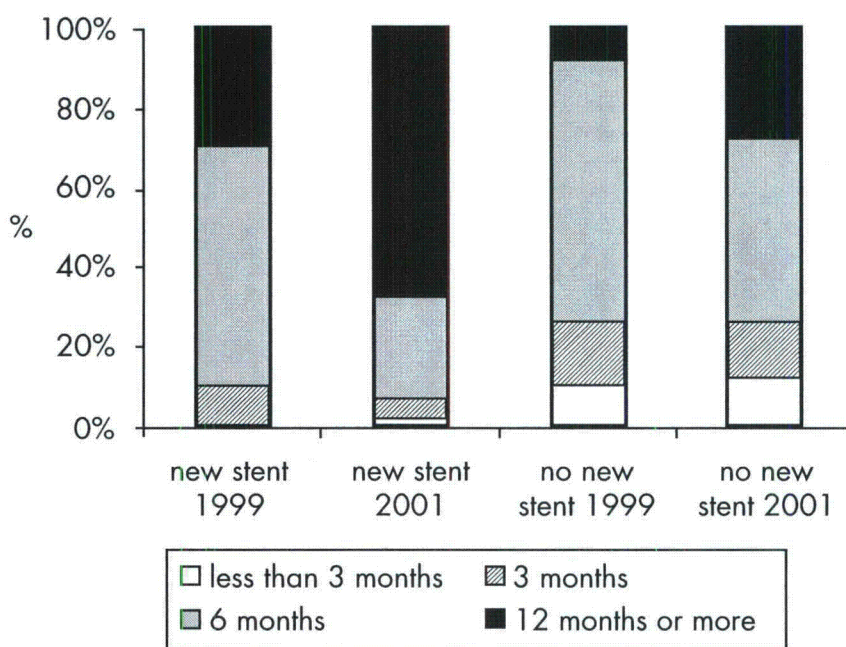 100%
80%
60%
%
40%
20%
0%
new stent
1999
new stent
2001
no new
stent 1999
no new
stent 2001
less than 3 months
3 months
6 months
12 months or more